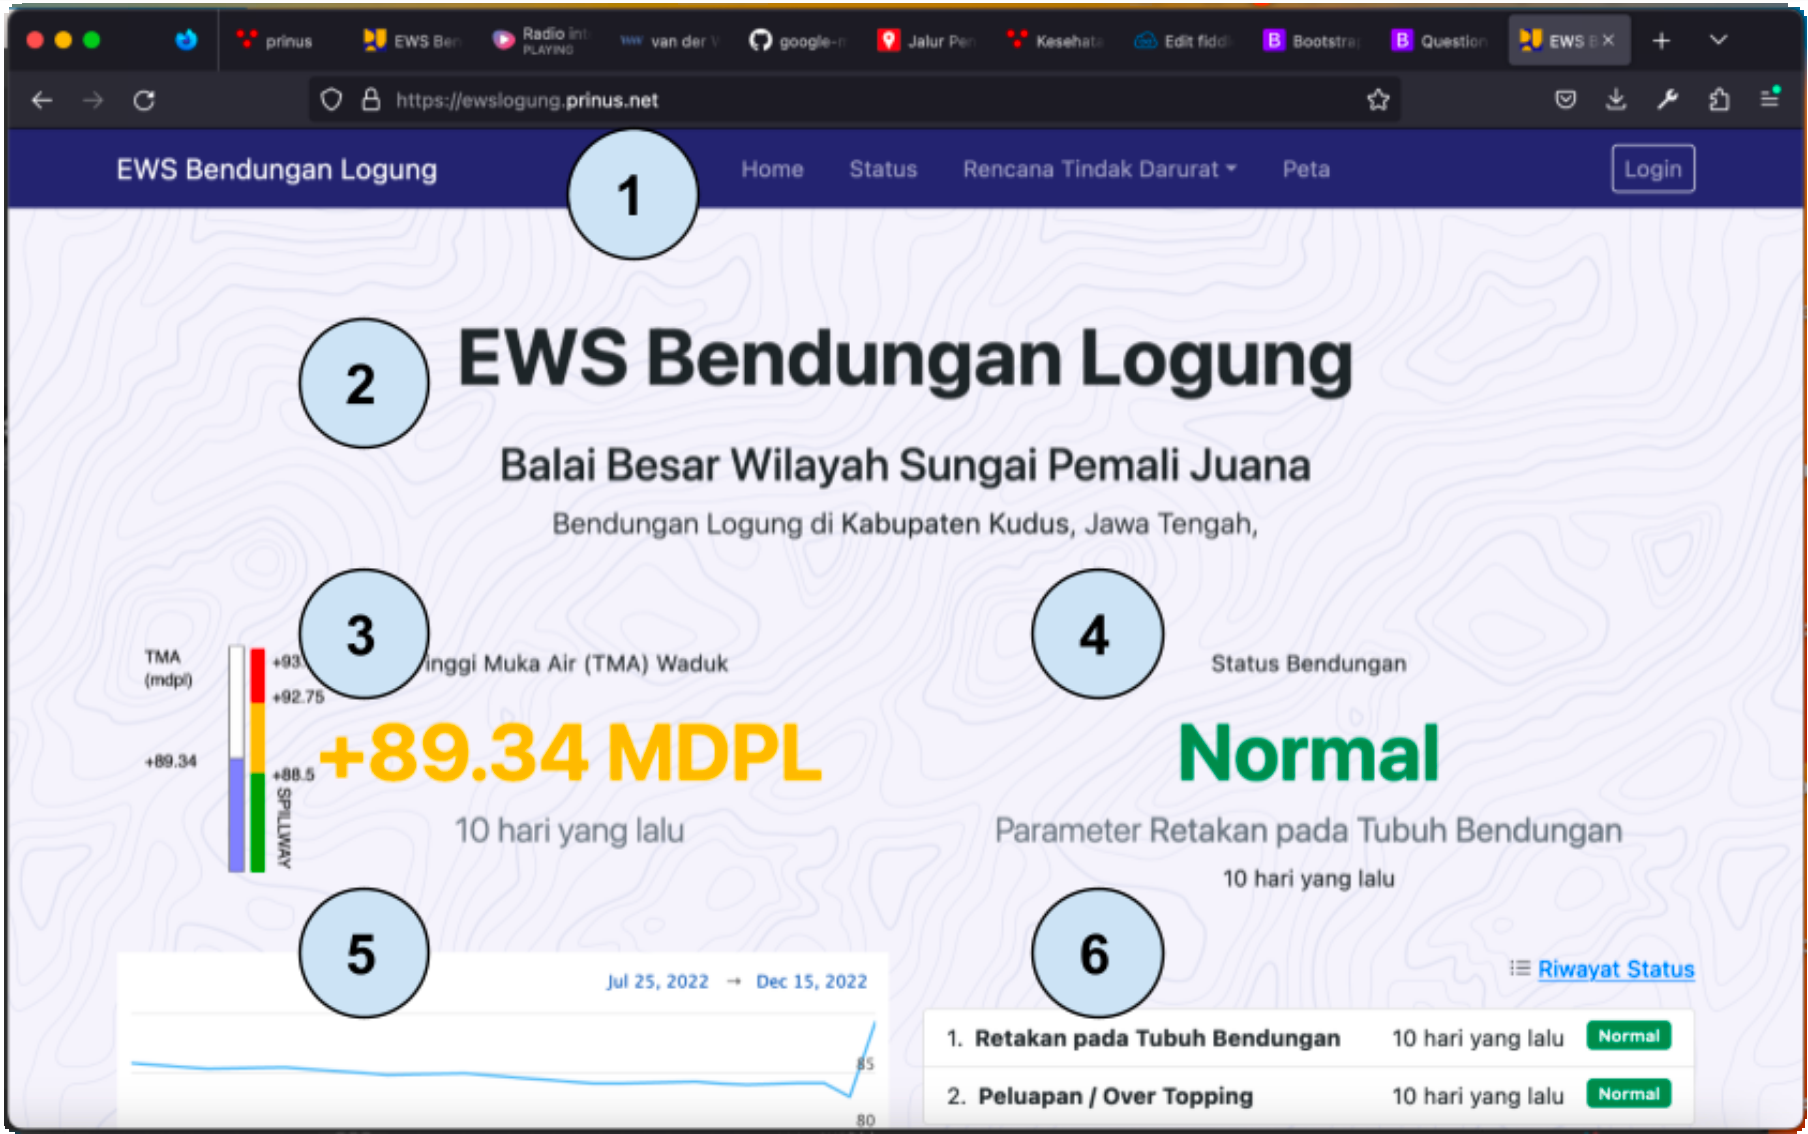 prinus
EWS Ben
Radio int
PLAYING
van der V
google-m
Jalur Pen
Kesehata
Edit fiddl
Bootstrap
Question
EWS B
https://ewslogung.prinus.net
EWS Bendungan Logung
1
Home
Status
Rencana Tindak Darurat
Peta
Login
2
EWS Bendungan Logung
Balai Besar Wilayah Sungai Pemali Juana
Bendungan Logung di Kabupaten Kudus, Jawa Tengah,
3
TMA
(mdpl)
+93.
+92.75
+89.34
+88.5
SPILLWAY
inggi Muka Air (TMA) Waduk
+89.34 MDPL
10 hari yang lalu
4
Status Bendungan
Normal
Parameter Retakan pada Tubuh Bendungan
10 hari yang lalu
5
Jul 25, 2022 → Dec 15, 2022
85
80
6
Riwayat Status
1. Retakan pada Tubuh Bendungan 10 hari yang lalu Normal
2. Peluapan / Over Topping 10 hari yang lalu Normal